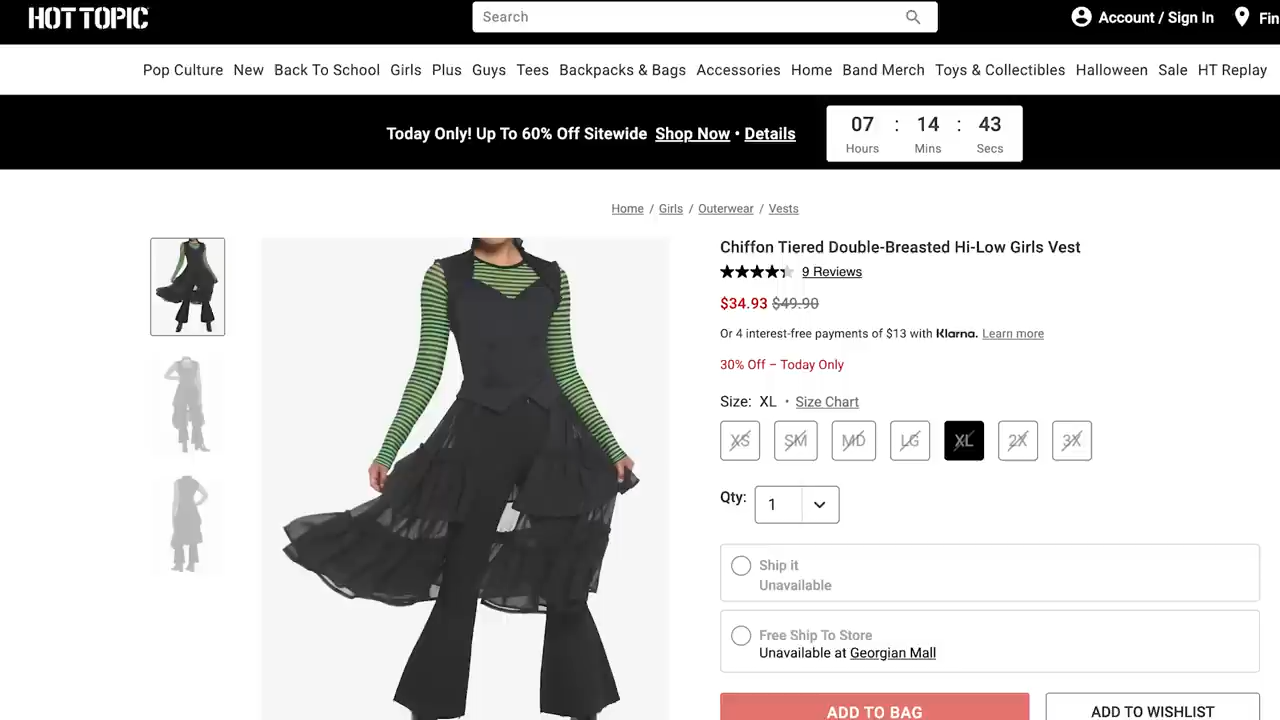 HOT TOPIC
Search
Account / Sign In
Fin
Pop Culture New Back To School Girls Plus Guys Tees Backpacks & Bags Accessories Home Band Merch Toys & Collectibles Halloween Sale HT Replay
Today Only! Up To 60% Off Sitewide Shop Now • Details
07 : 14 : 43
Hours Mins Secs
Home / Girls / Outerwear / Vests
Chiffon Tiered Double-Breasted Hi-Low Girls Vest
9 Reviews
$34.93 $49.90
Or 4 interest-free payments of $13 with Klarna. Learn more
30% Off – Today Only
Size: XL • Size Chart
XS SM MD LG XL 2X 3X
Qty: 1
Ship it
Unavailable
Free Ship To Store
Unavailable at Georgian Mall
ADD TO BAG
ADD TO WISHLIST